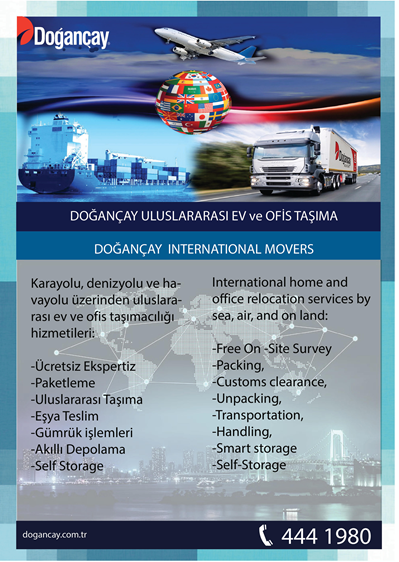 Doğançay
Doğançay
DOĞANÇAY ULUSLARARASI EV ve OFİS TAŞIMA
DOĞANÇAY INTERNATIONAL MOVERS
Karayolu, denizyolu ve ha-
vayolu üzerinden uluslara-
rası ev ve ofis taşımacılığı
hizmetleri:
-Ücretsiz Ekspertiz
-Paketleme
-Uluslararası Taşıma
-Eşya Teslim
-Gümrük işlemleri
-Akıllı Depolama
-Self Storage
International home and
office relocation services by
sea, air, and on land:
-Free On -Site Survey
-Packing,
-Customs clearance,
-Unpacking,
-Transportation,
-Handling,
-Smart storage
-Self-Storage
dogancay.com.tr
444 1980